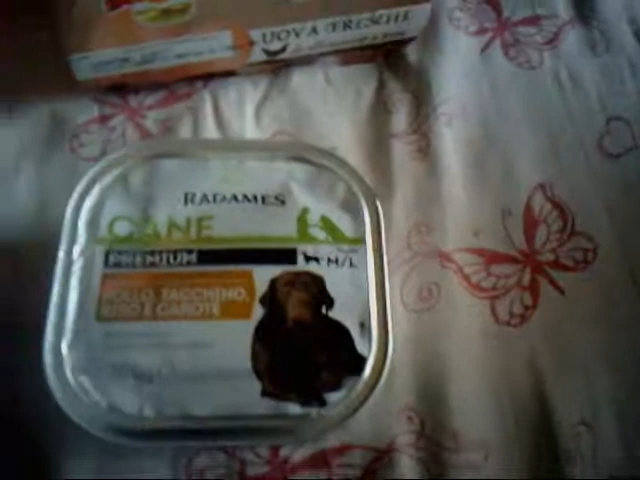 UOVA FRESCHE
RADAMES
CANE
PREMIUM
M/L
POLLO, TACCHINO,
RISO E CAROTE